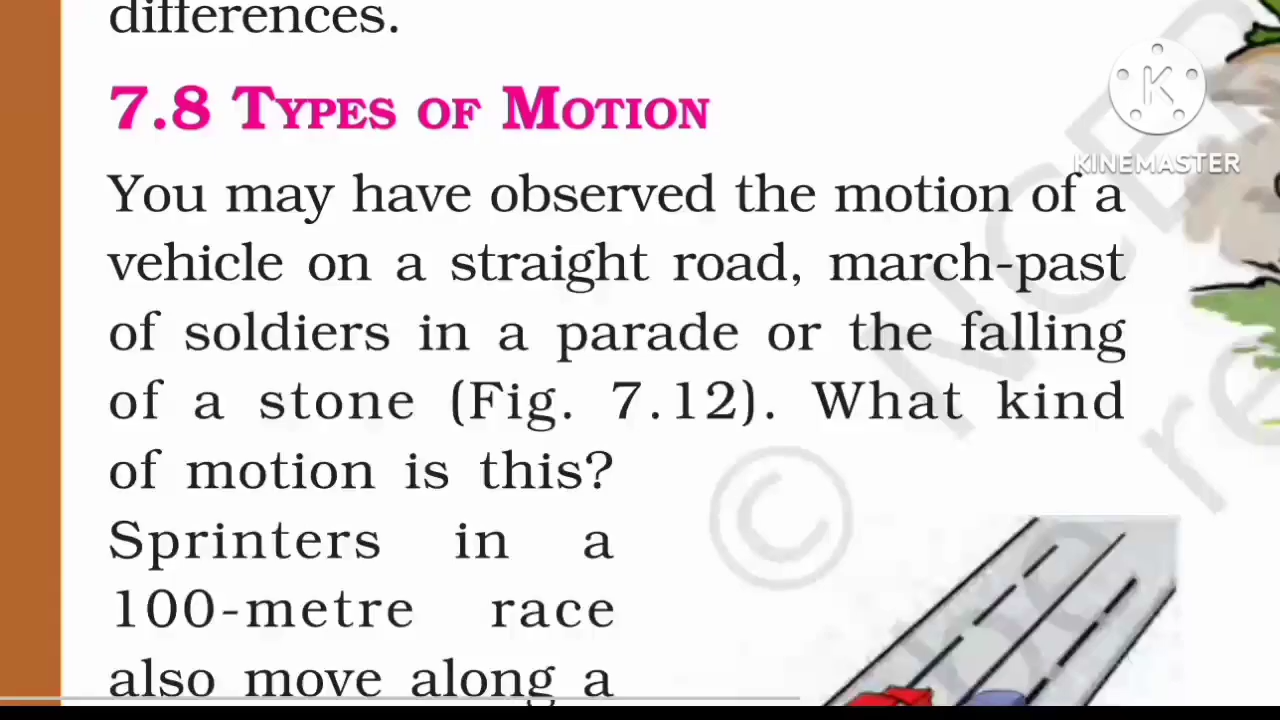 differences.
7.8 TYPES OF MOTION
K
KINEMASTER
You may have observed the motion of a
vehicle on a straight road, march-past
of soldiers in a parade or the falling
of a stone (Fig. 7.12). What kind
of motion is this?
Sprinters in a
100-metre race
also move along a
© NCER
re